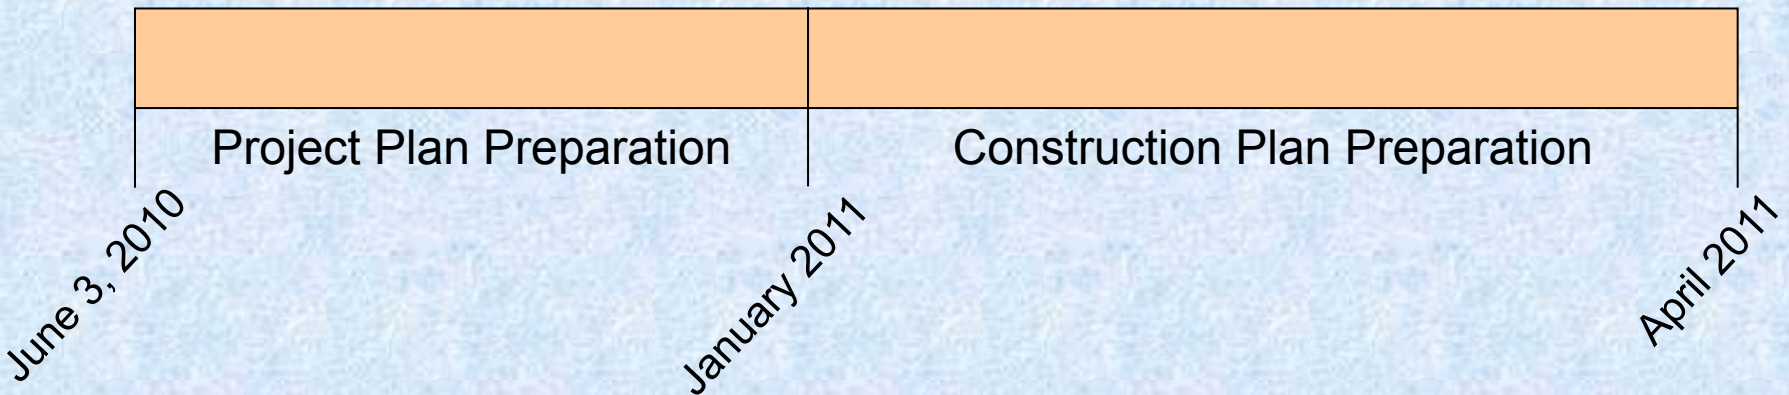 Project Plan Preparation
Construction Plan Preparation
June 3, 2010
January 2011
April 2011